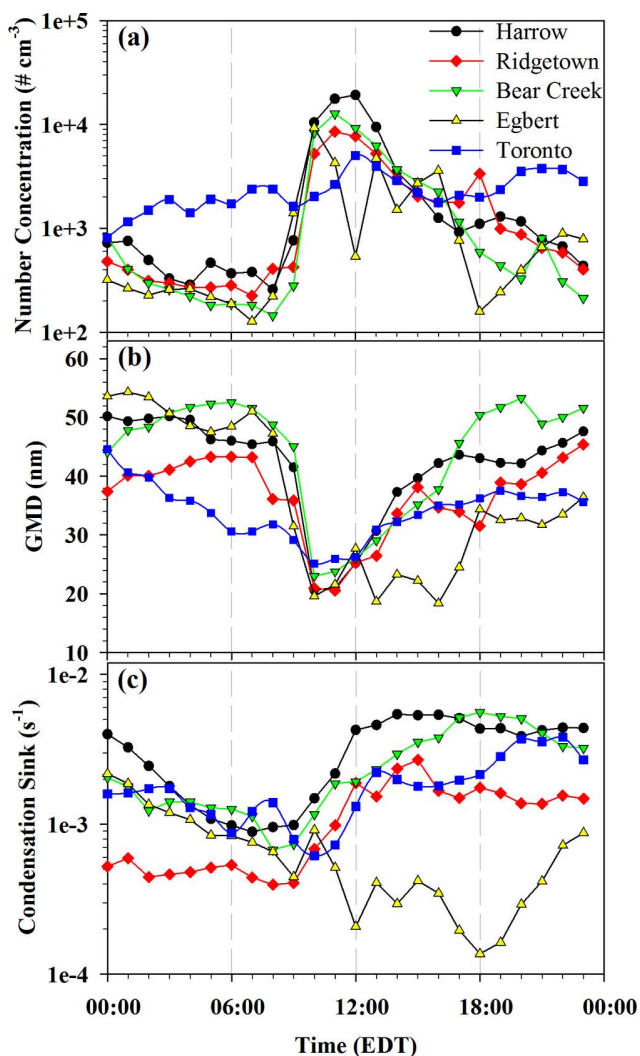 1e+5
(a)
Harrow
Ridgetown
Bear Creek
Egbert
Toronto
1e+4
1e+3
1e+2
Number Concentration (# cm-3)
(b)
60
50
40
30
20
10
GMD (nm)
(c)
1e-2
1e-3
1e-4
Condensation Sink (s-1)
00:00 06:00 12:00 18:00 00:00
Time (EDT)